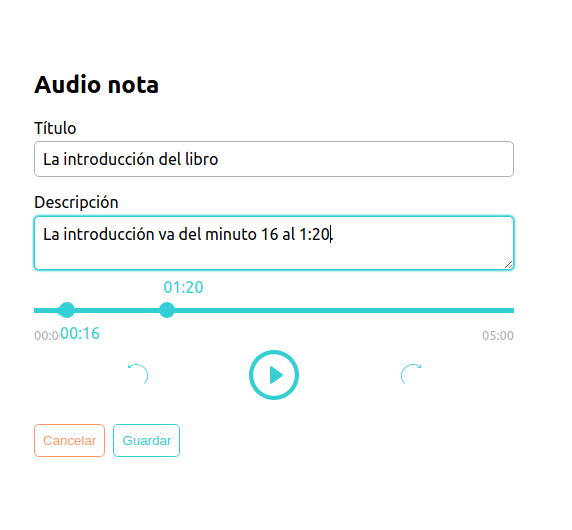 Audio nota
Título
La introducción del libro
Descripción
La introducción va del minuto 16 al 1:20.
01:20
00:0
00:16
05:00
Cancelar
Guardar